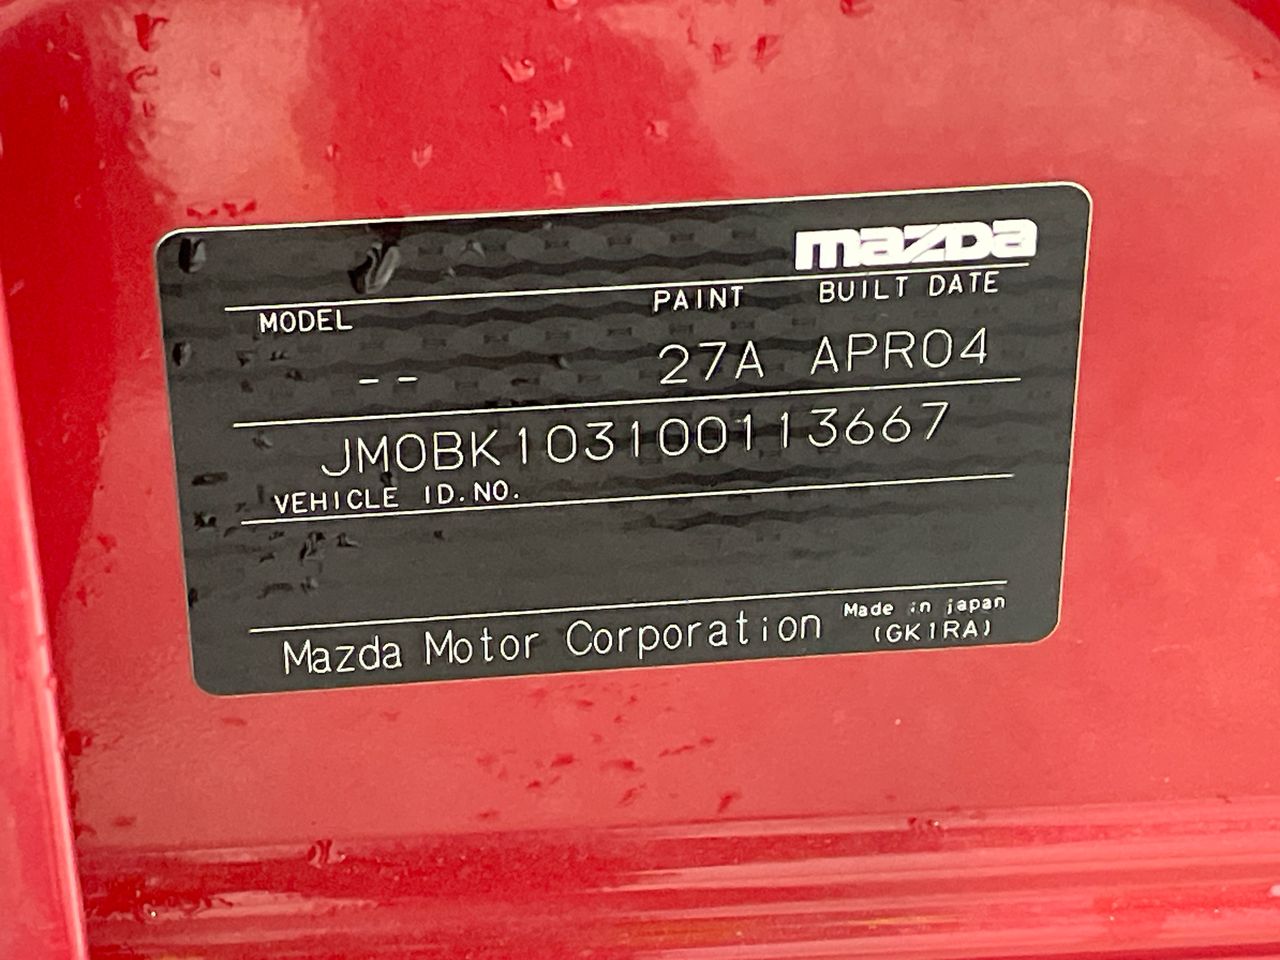 mazda
MODEL PAINT BUILT DATE
-- 27A APR04
JM0BK103100113667
VEHICLE ID.NO.
Mazda Motor Corporation
Made in japan
(GK1RA)